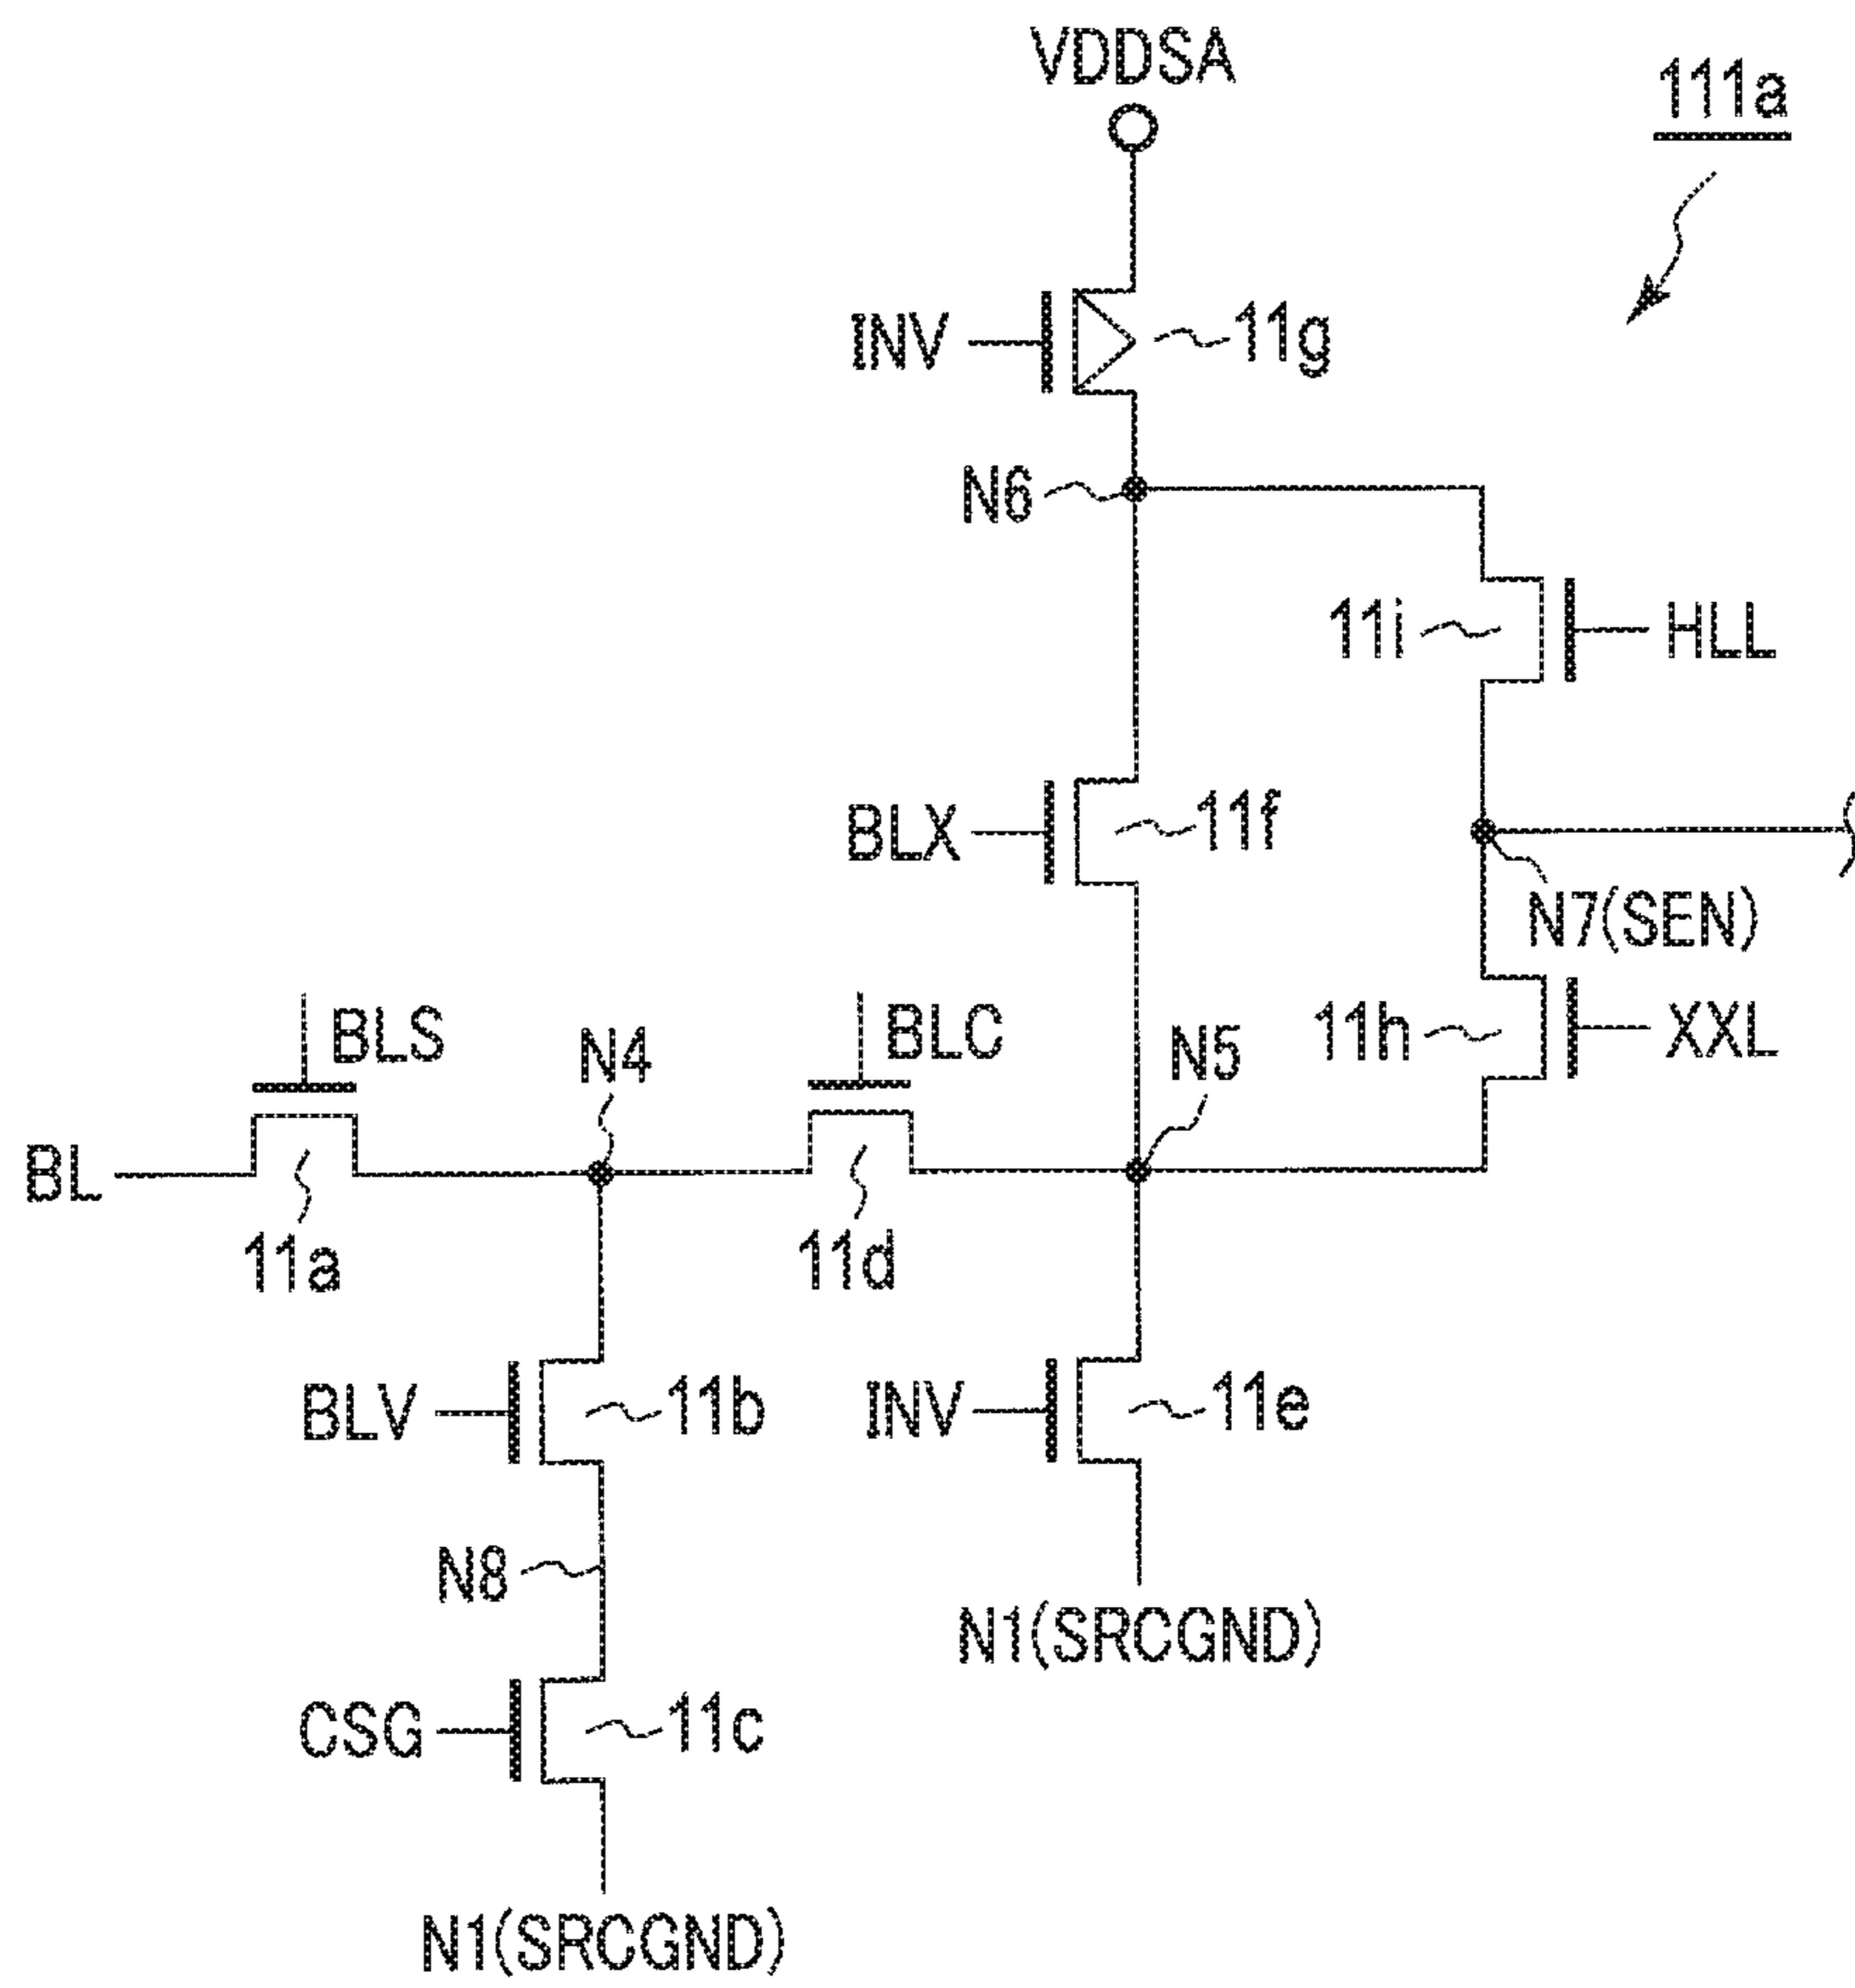 VDDSA
111a
INV
11g
N6
11i
HLL
BLX
11f
N7(SEN)
BLS
N4
BLC
N5
11h
XXL
BL
11a
11d
BLV
11b
INV
11e
N8
N1(SRCGND)
CSG
11c
N1(SRCGND)